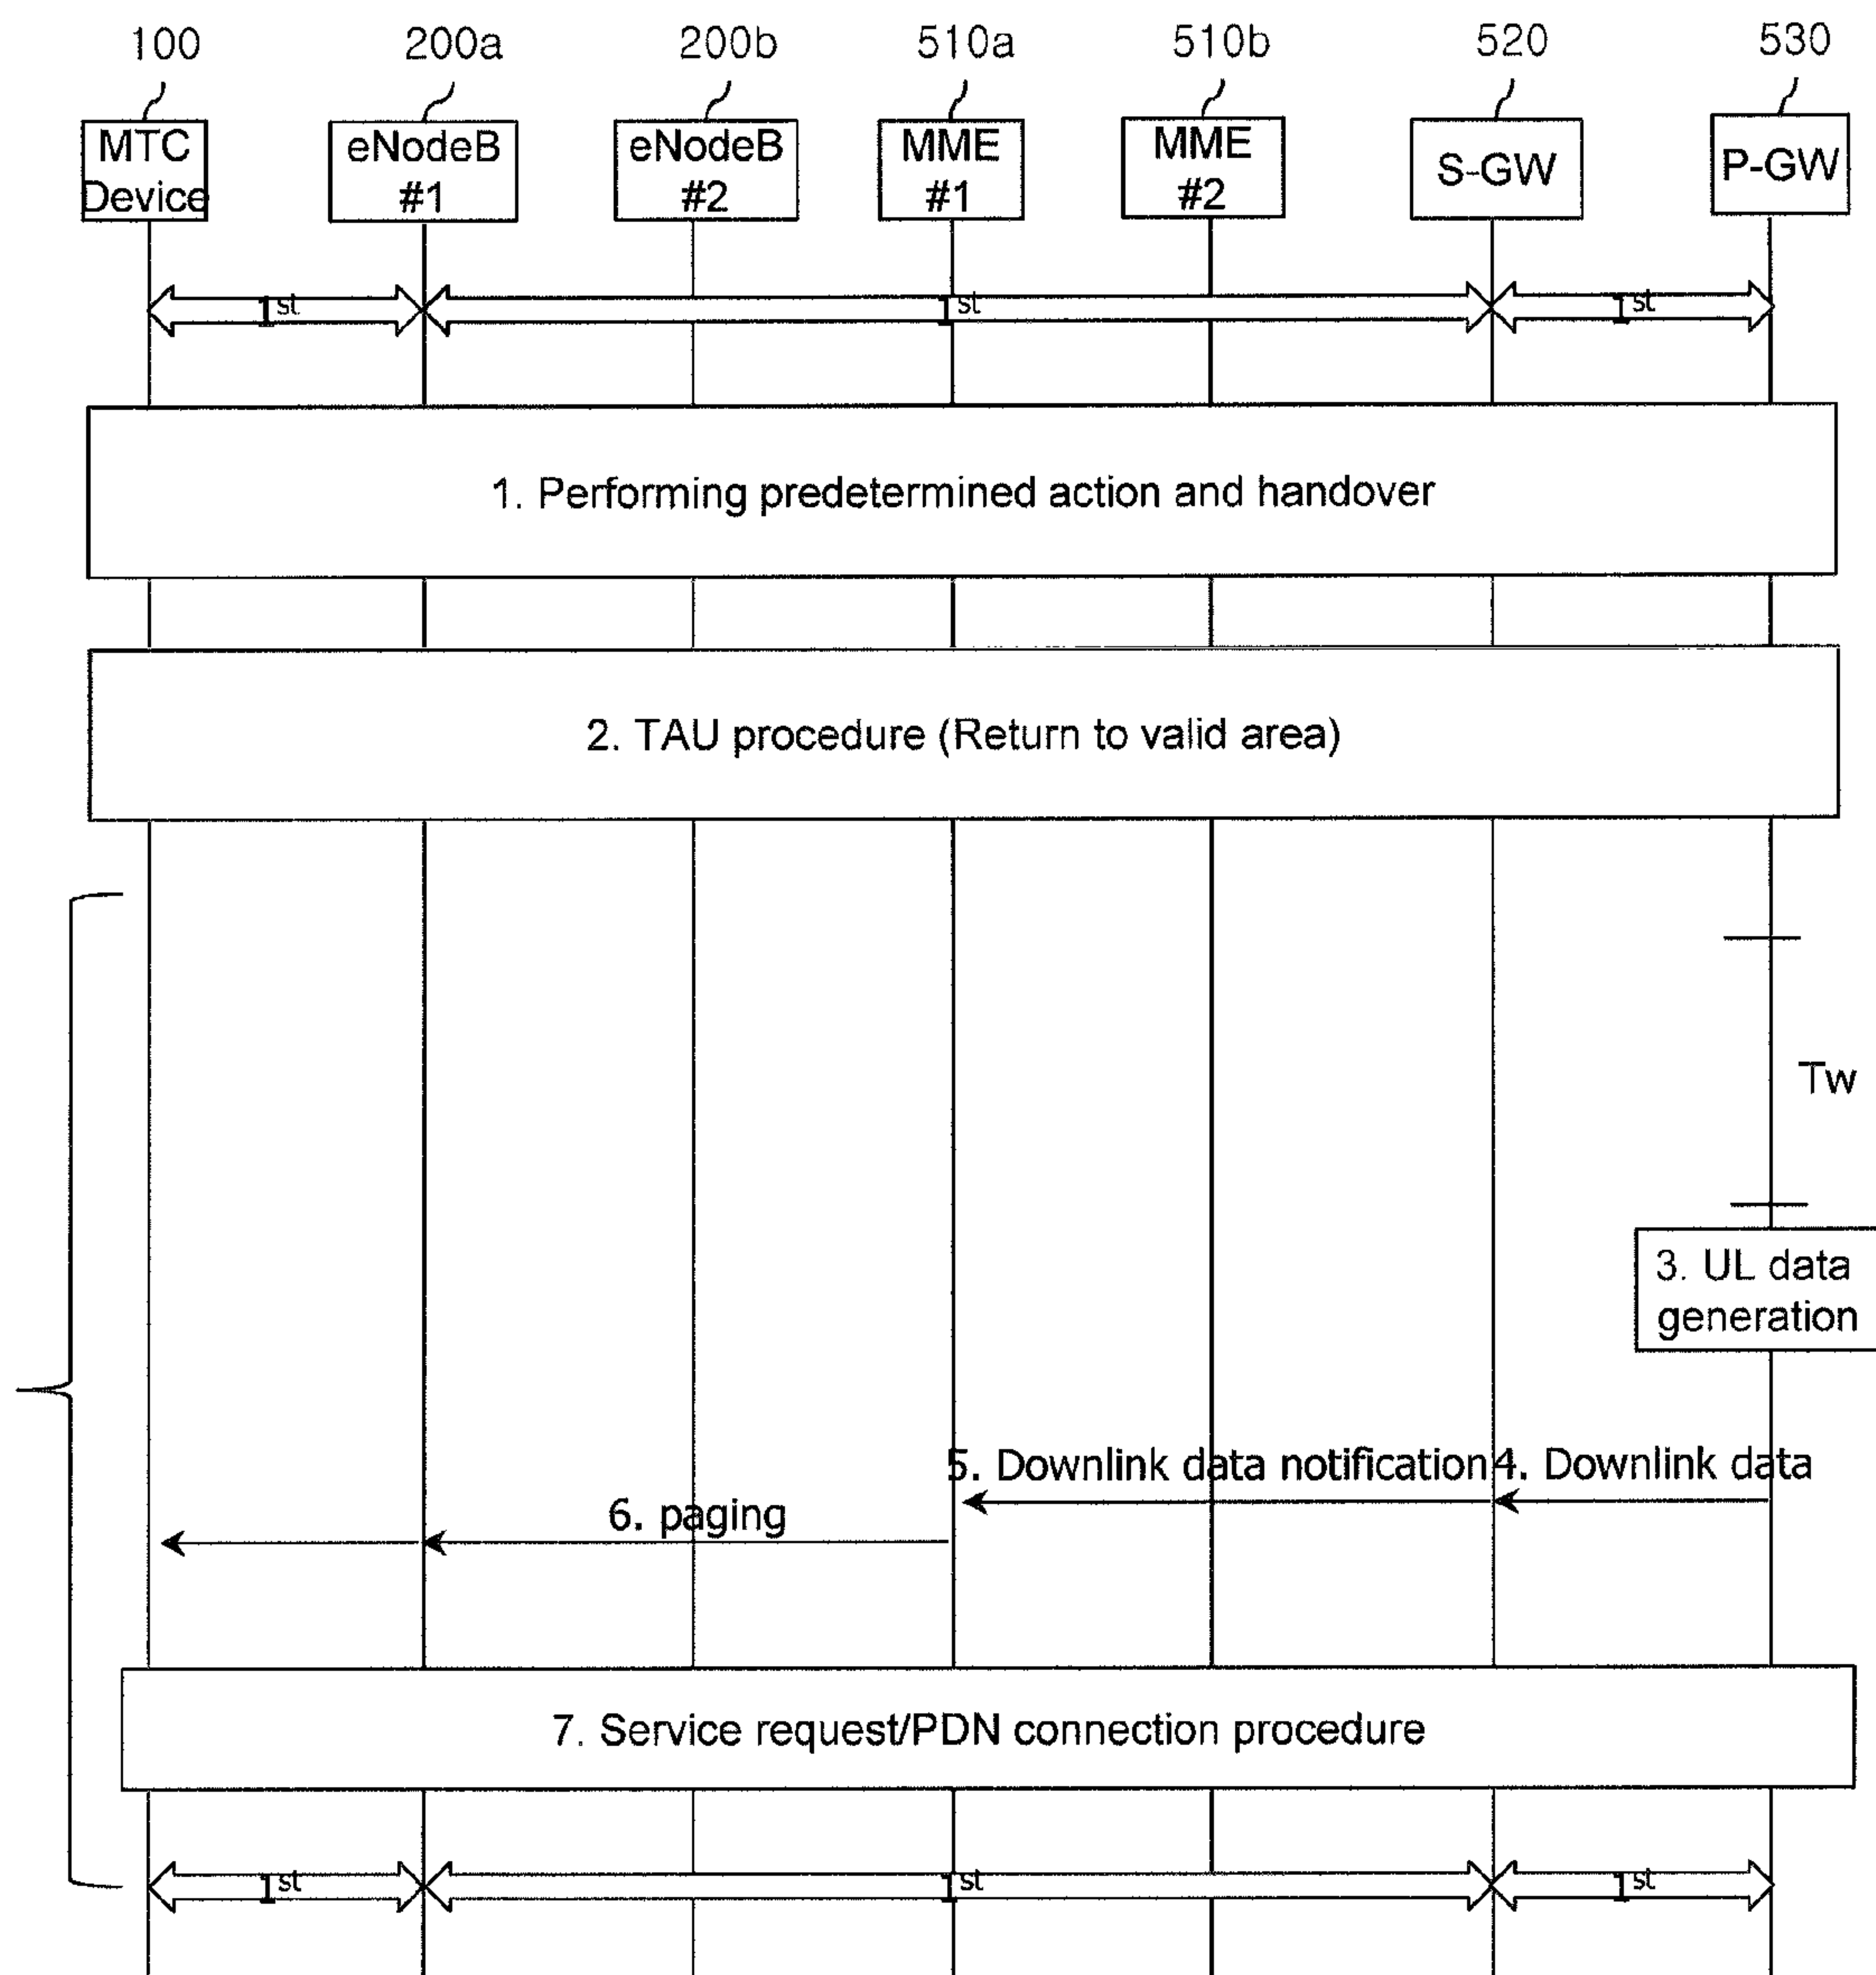 100
200a
200b
510a
510b
520
530
MTC
Device
eNodeB
#1
eNodeB
#2
MME
#1
MME
#2
S-GW
P-GW
1st
1st
1st
1. Performing predetermined action and handover
2. TAU procedure (Return to valid area)
Tw
3. UL data
generation
5. Downlink data notification
4. Downlink data
6. paging
7. Service request/PDN connection procedure
1st
1st
1st